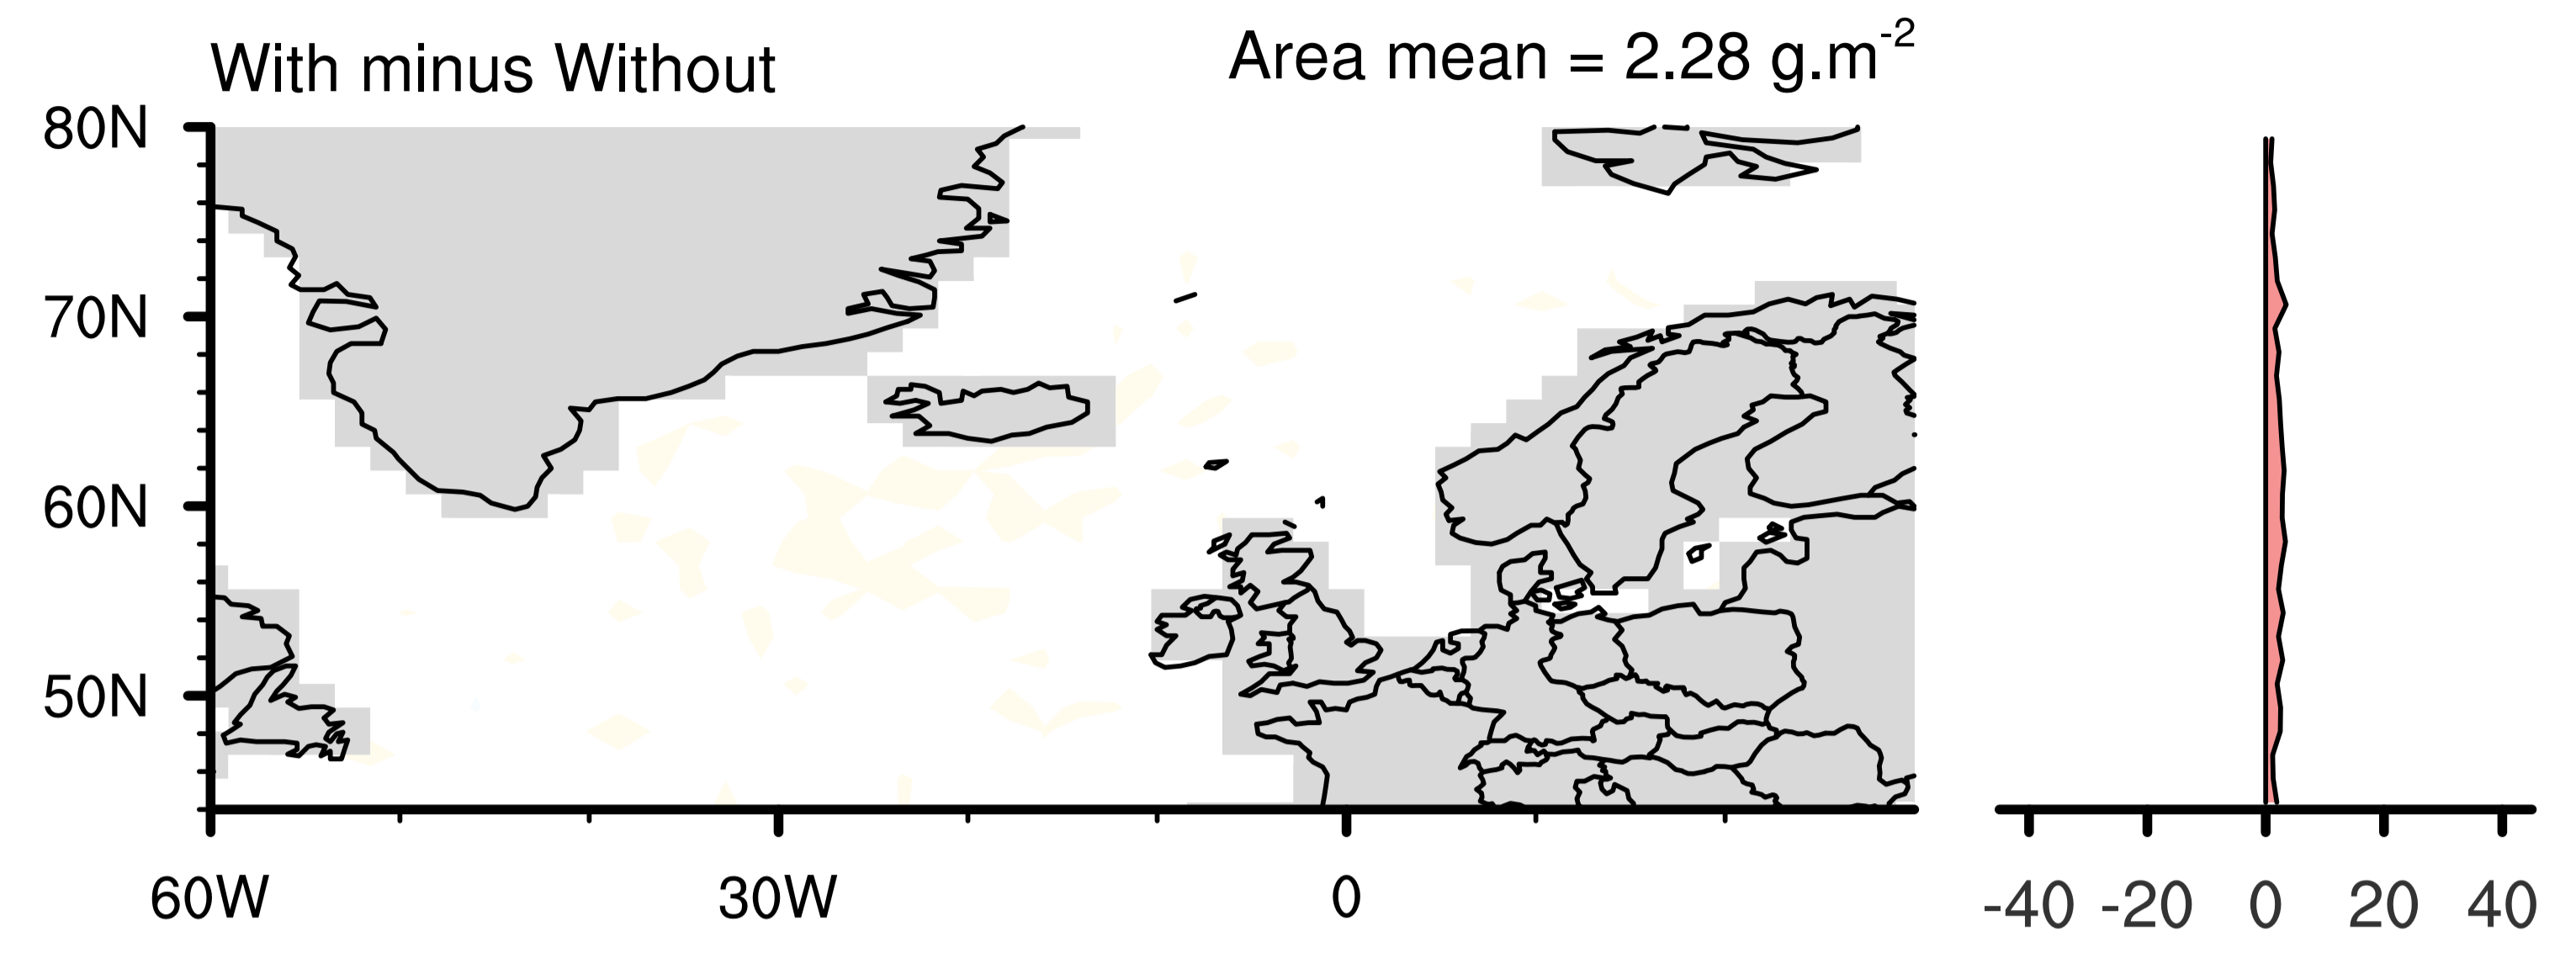 With minus Without
Area mean = 2.28 g.m⁻²
80N
70N
60N
50N
60W 30W 0
-40 -20 0 20 40